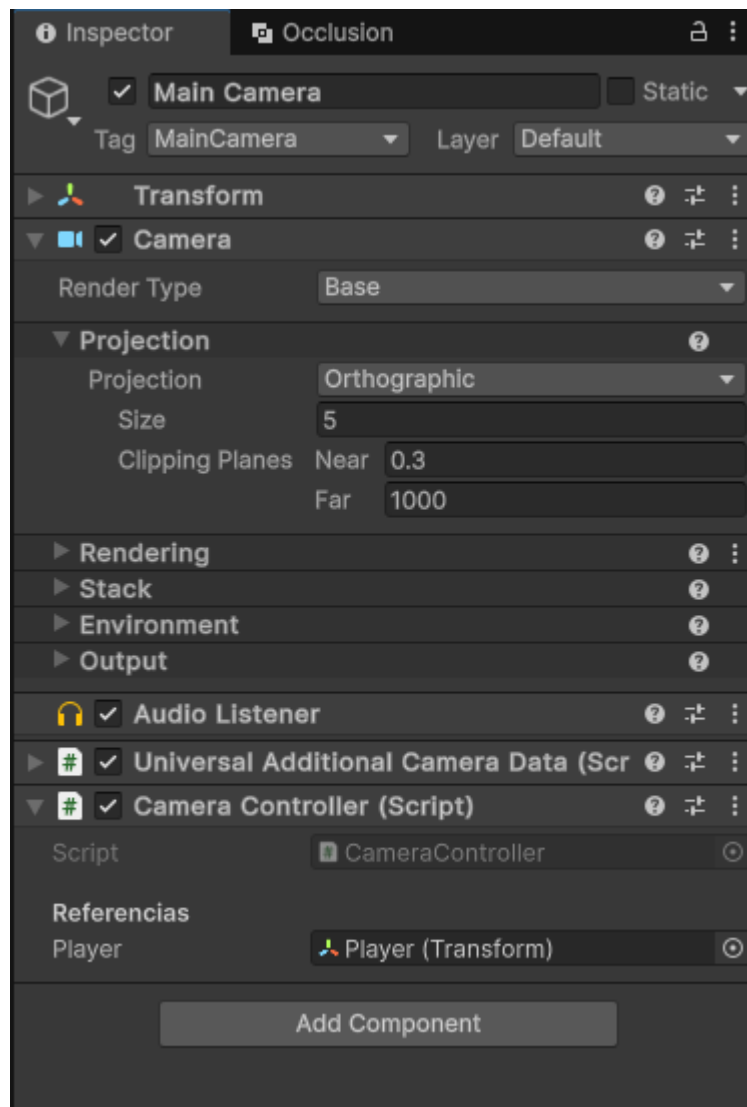 Inspector Occlusion
Main Camera Static
Tag MainCamera Layer Default
Transform
Camera
Render Type Base
Projection
Projection Orthographic
Size 5
Clipping Planes Near 0.3
Far 1000
Rendering
Stack
Environment
Output
Audio Listener
# Universal Additional Camera Data (Scr
# Camera Controller (Script)
Script # CameraController
Referencias
Player Player (Transform)
Add Component